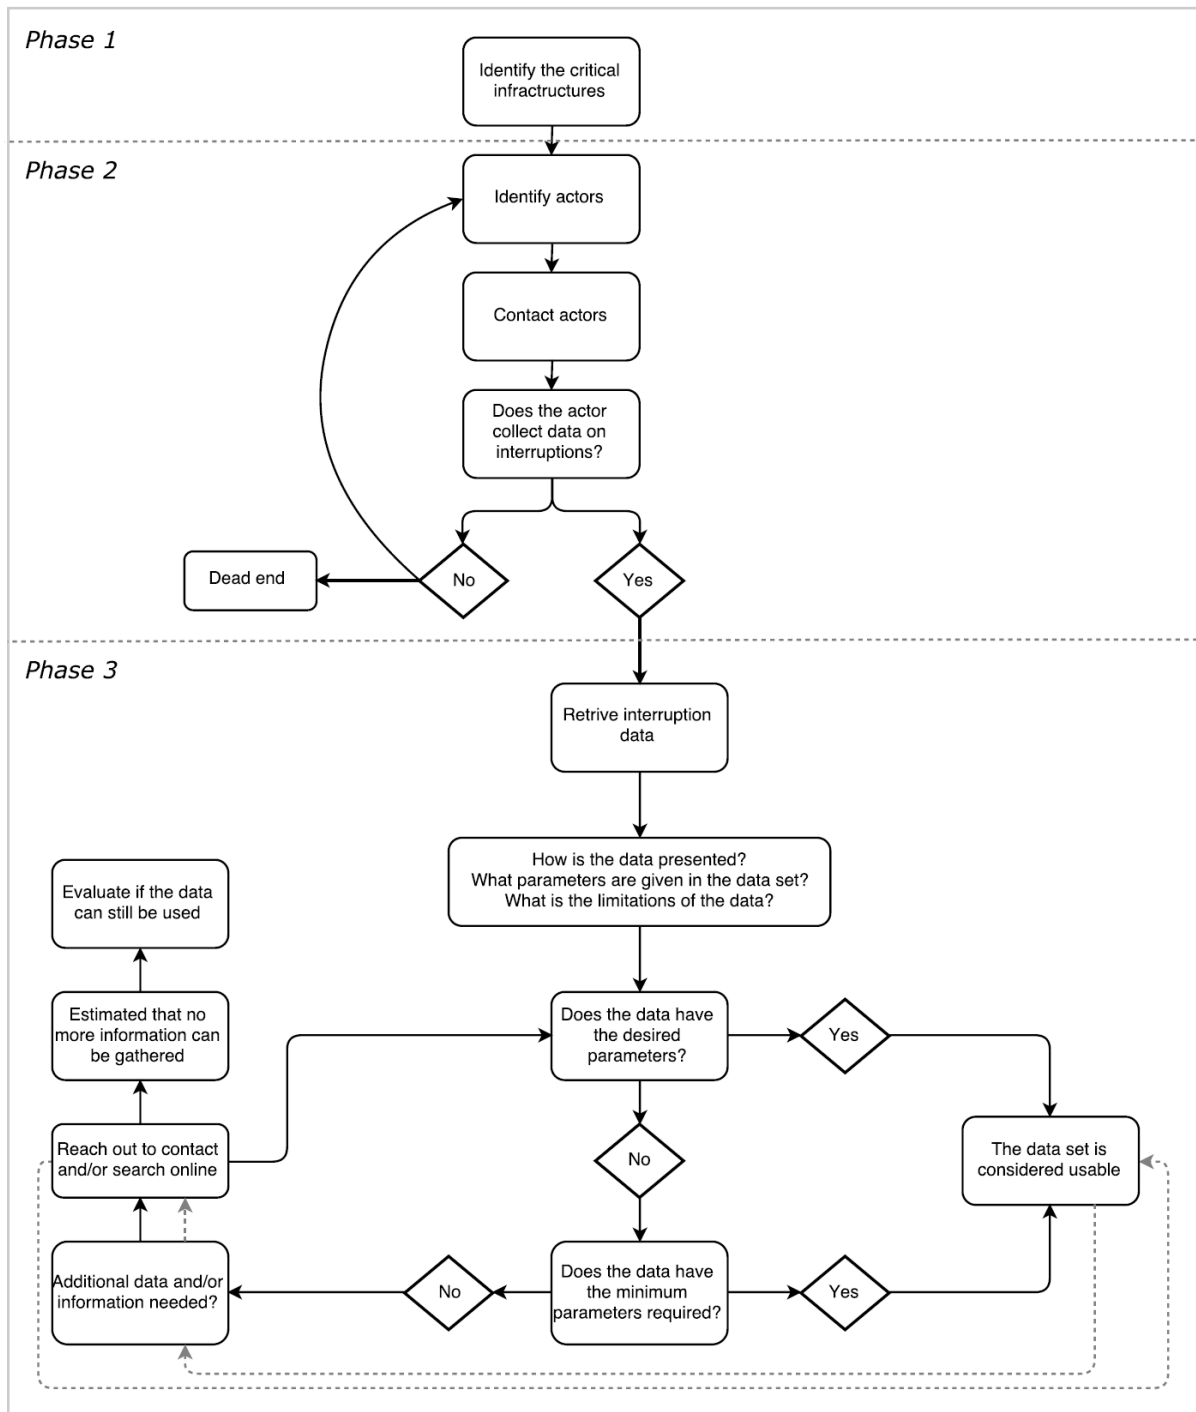 Phase 1
Identify the critical
infractructures
Phase 2
Identify actors
Contact actors
Does the actor
collect data on
interruptions?
Dead end
No
Yes
Phase 3
Retrive interruption
data
How is the data presented?
What parameters are given in the data set?
What is the limitations of the data?
Evaluate if the data
can still be used
Estimated that no
more information can
be gathered
Does the data have
the desired
parameters?
Yes
Reach out to contact
and/or search online
No
The data set is
considered usable
Additional data and/or
information needed?
No
Does the data have
the minimum
parameters required?
Yes